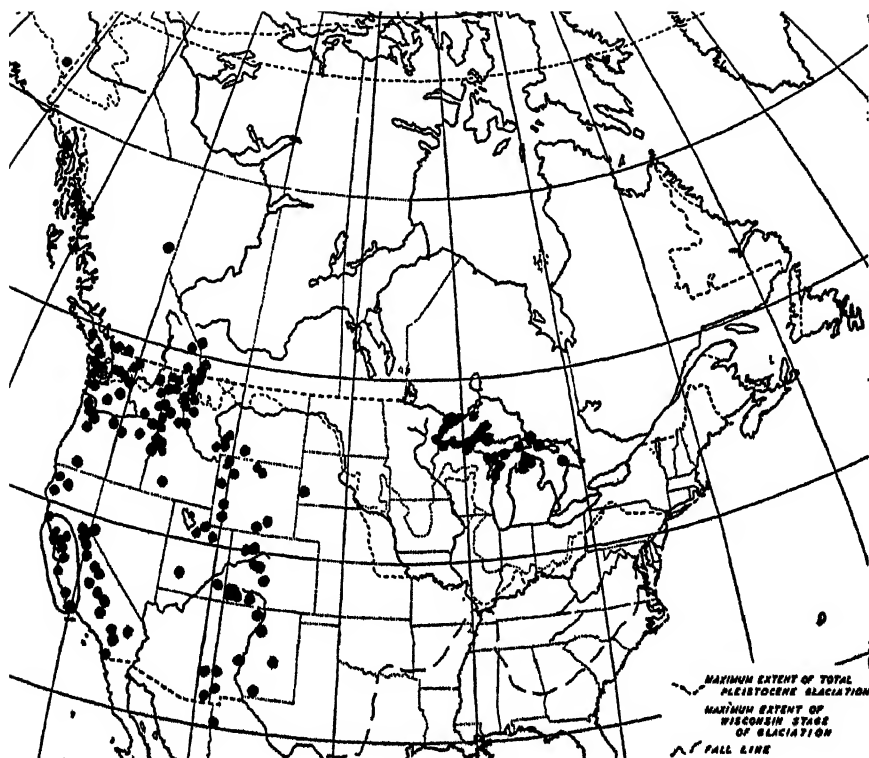 MAXIMUM EXTENT OF TOTAL
PLEISTOCENE GLACIATION
MAXIMUM EXTENT OF
WISCONSIN STAGE
OF GLACIATION
FALL LINE